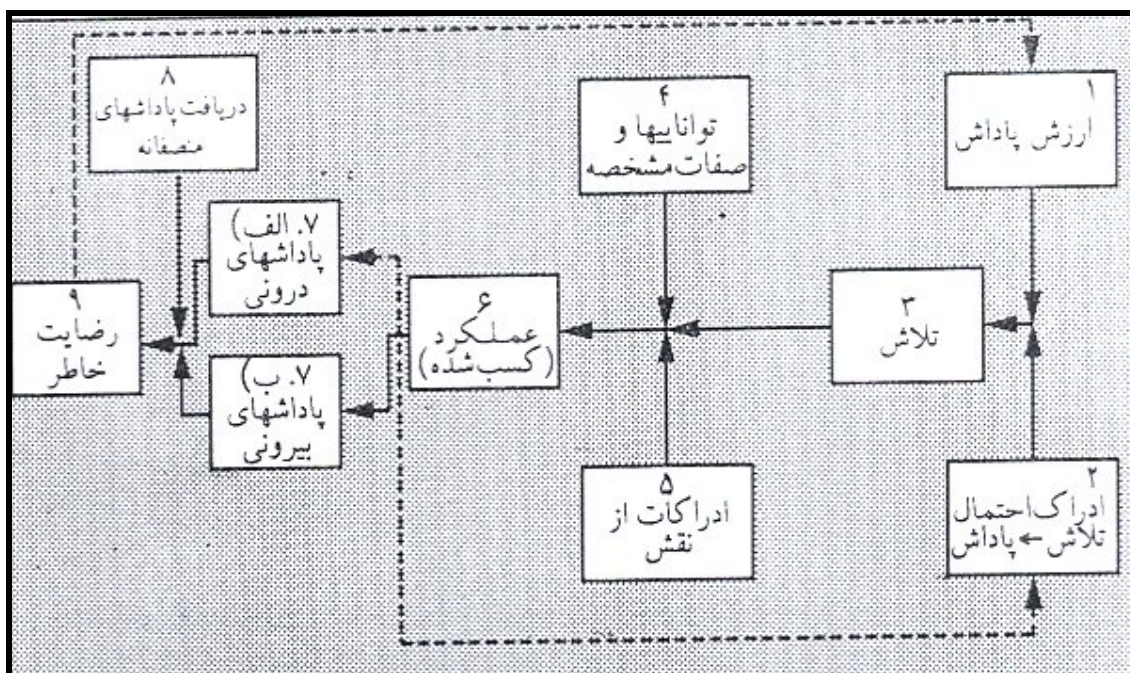 ۱
ارزش پاداش
۲
ادراک احتمال
تلاش ← پاداش
۳
تلاش
۴
تواناییها و
صفات مشخصه
۵
ادراکات از
نقش
۶
عملکرد
(کسب شده)
۷. الف)
پاداشهای
درونی
۷. ب)
پاداشهای
بیرونی
۸
دریافت پاداشهای
منصفانه
۹
رضایت
خاطر